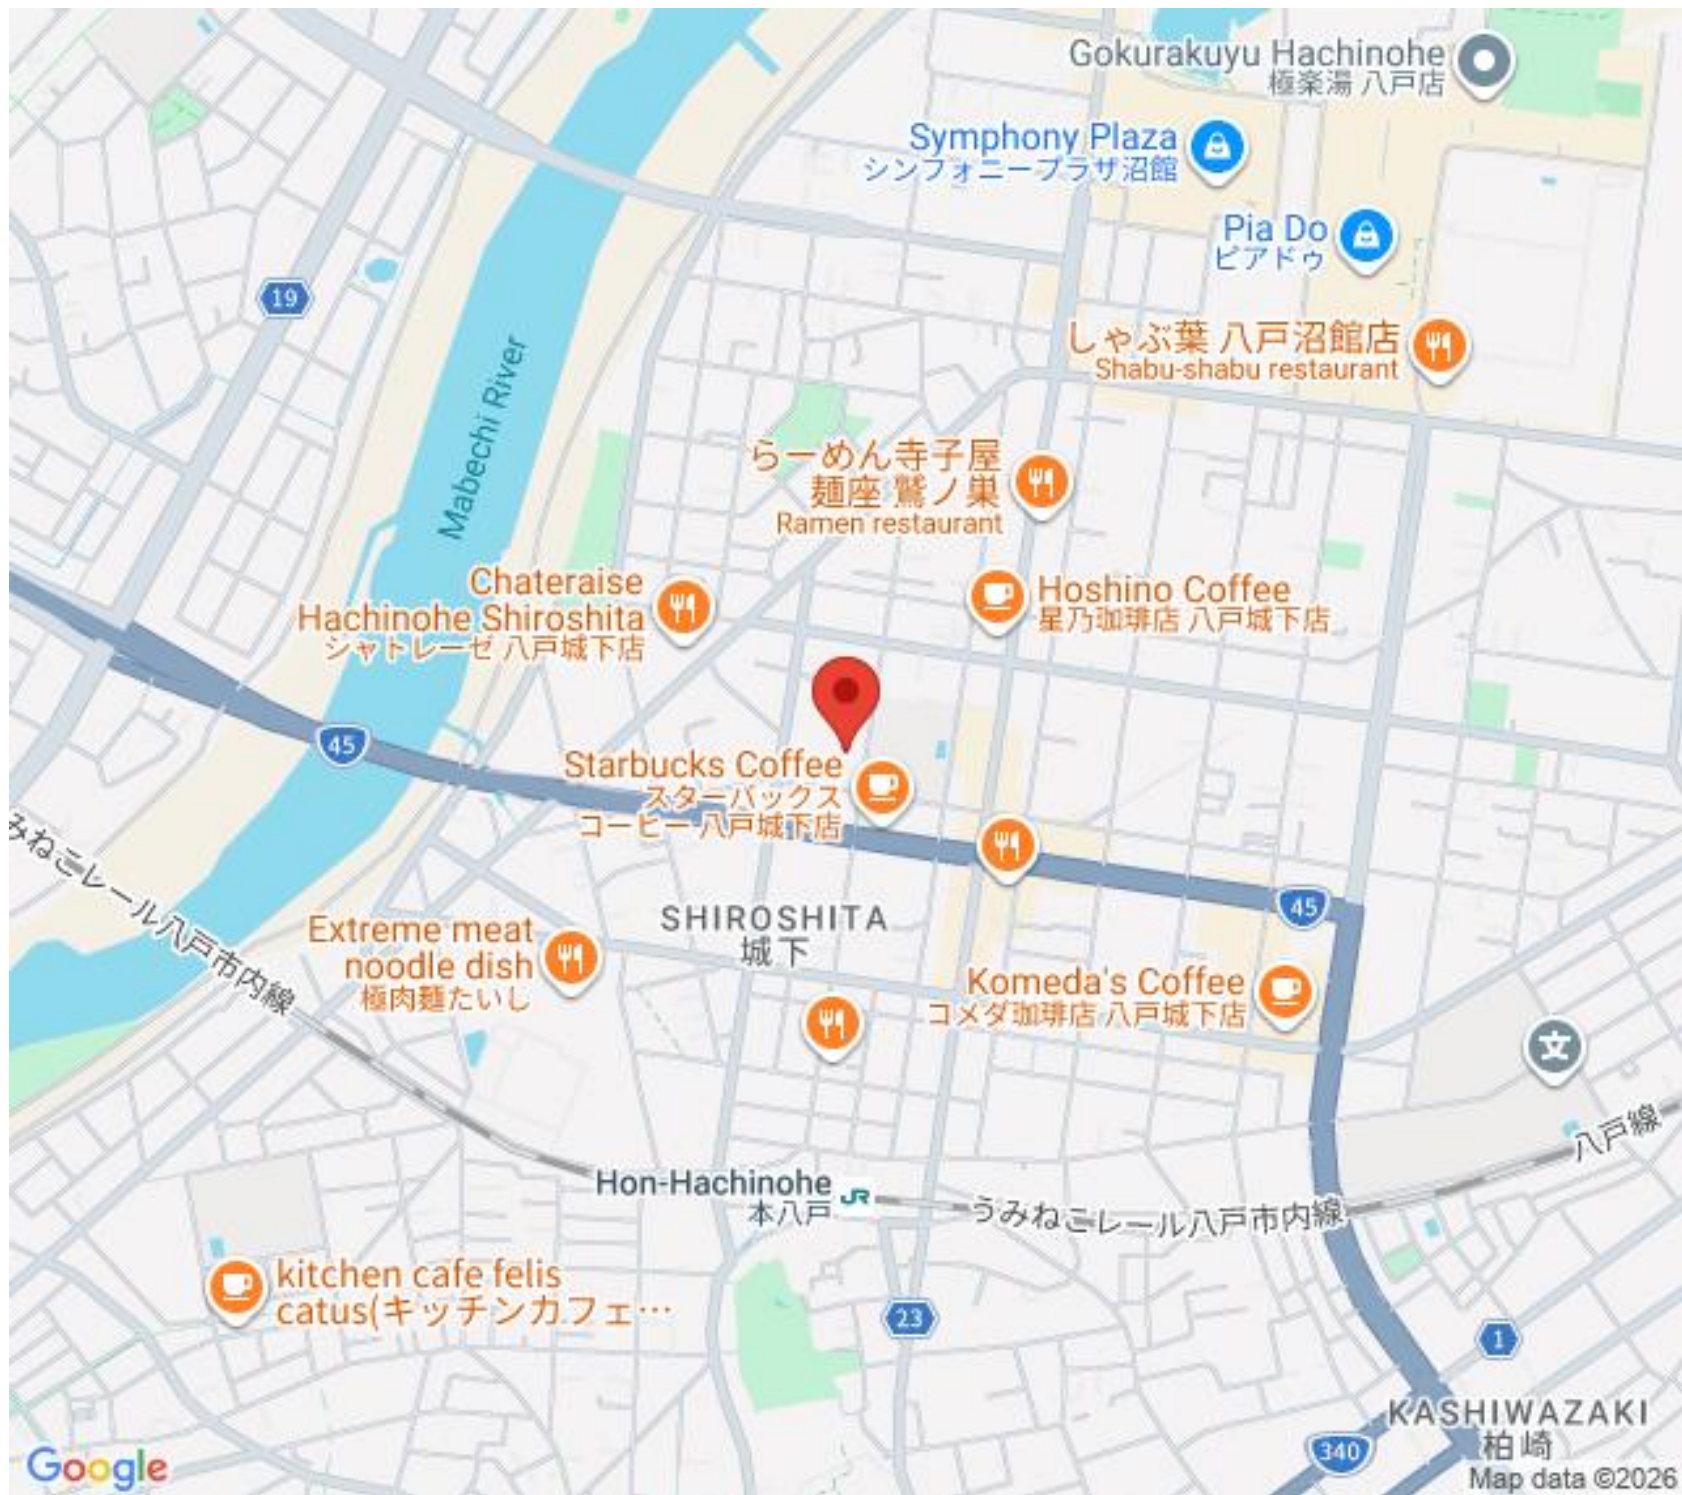 Gokurakuyu Hachinohe
極楽湯 八戸店
Symphony Plaza
シンフォニープラザ沼館
Pia Do
ピアドゥ
19
しゃぶ葉 八戸沼館店
Shabu-shabu restaurant
Mabechi River
らーめん寺子屋
麺座 鷲ノ巣
Ramen restaurant
Chateraise
Hachinohe Shiroshita
シャトレーゼ 八戸城下店
Hoshino Coffee
星乃珈琲店 八戸城下店
45
Starbucks Coffee
スターバックス
コーヒー 八戸城下店
みねこレール八戸市内線
45
SHIROSHITA
城下
Extreme meat
noodle dish
極肉麺たいし
Komeda's Coffee
コメダ珈琲店 八戸城下店
文
八戸線
Hon-Hachinohe
本八戸
JR
うみねこレール八戸市内線
kitchen cafe felis
catus(キッチンカフェ…
23
1
KASHIWAZAKI
柏崎
340
Google
Map data ©2026